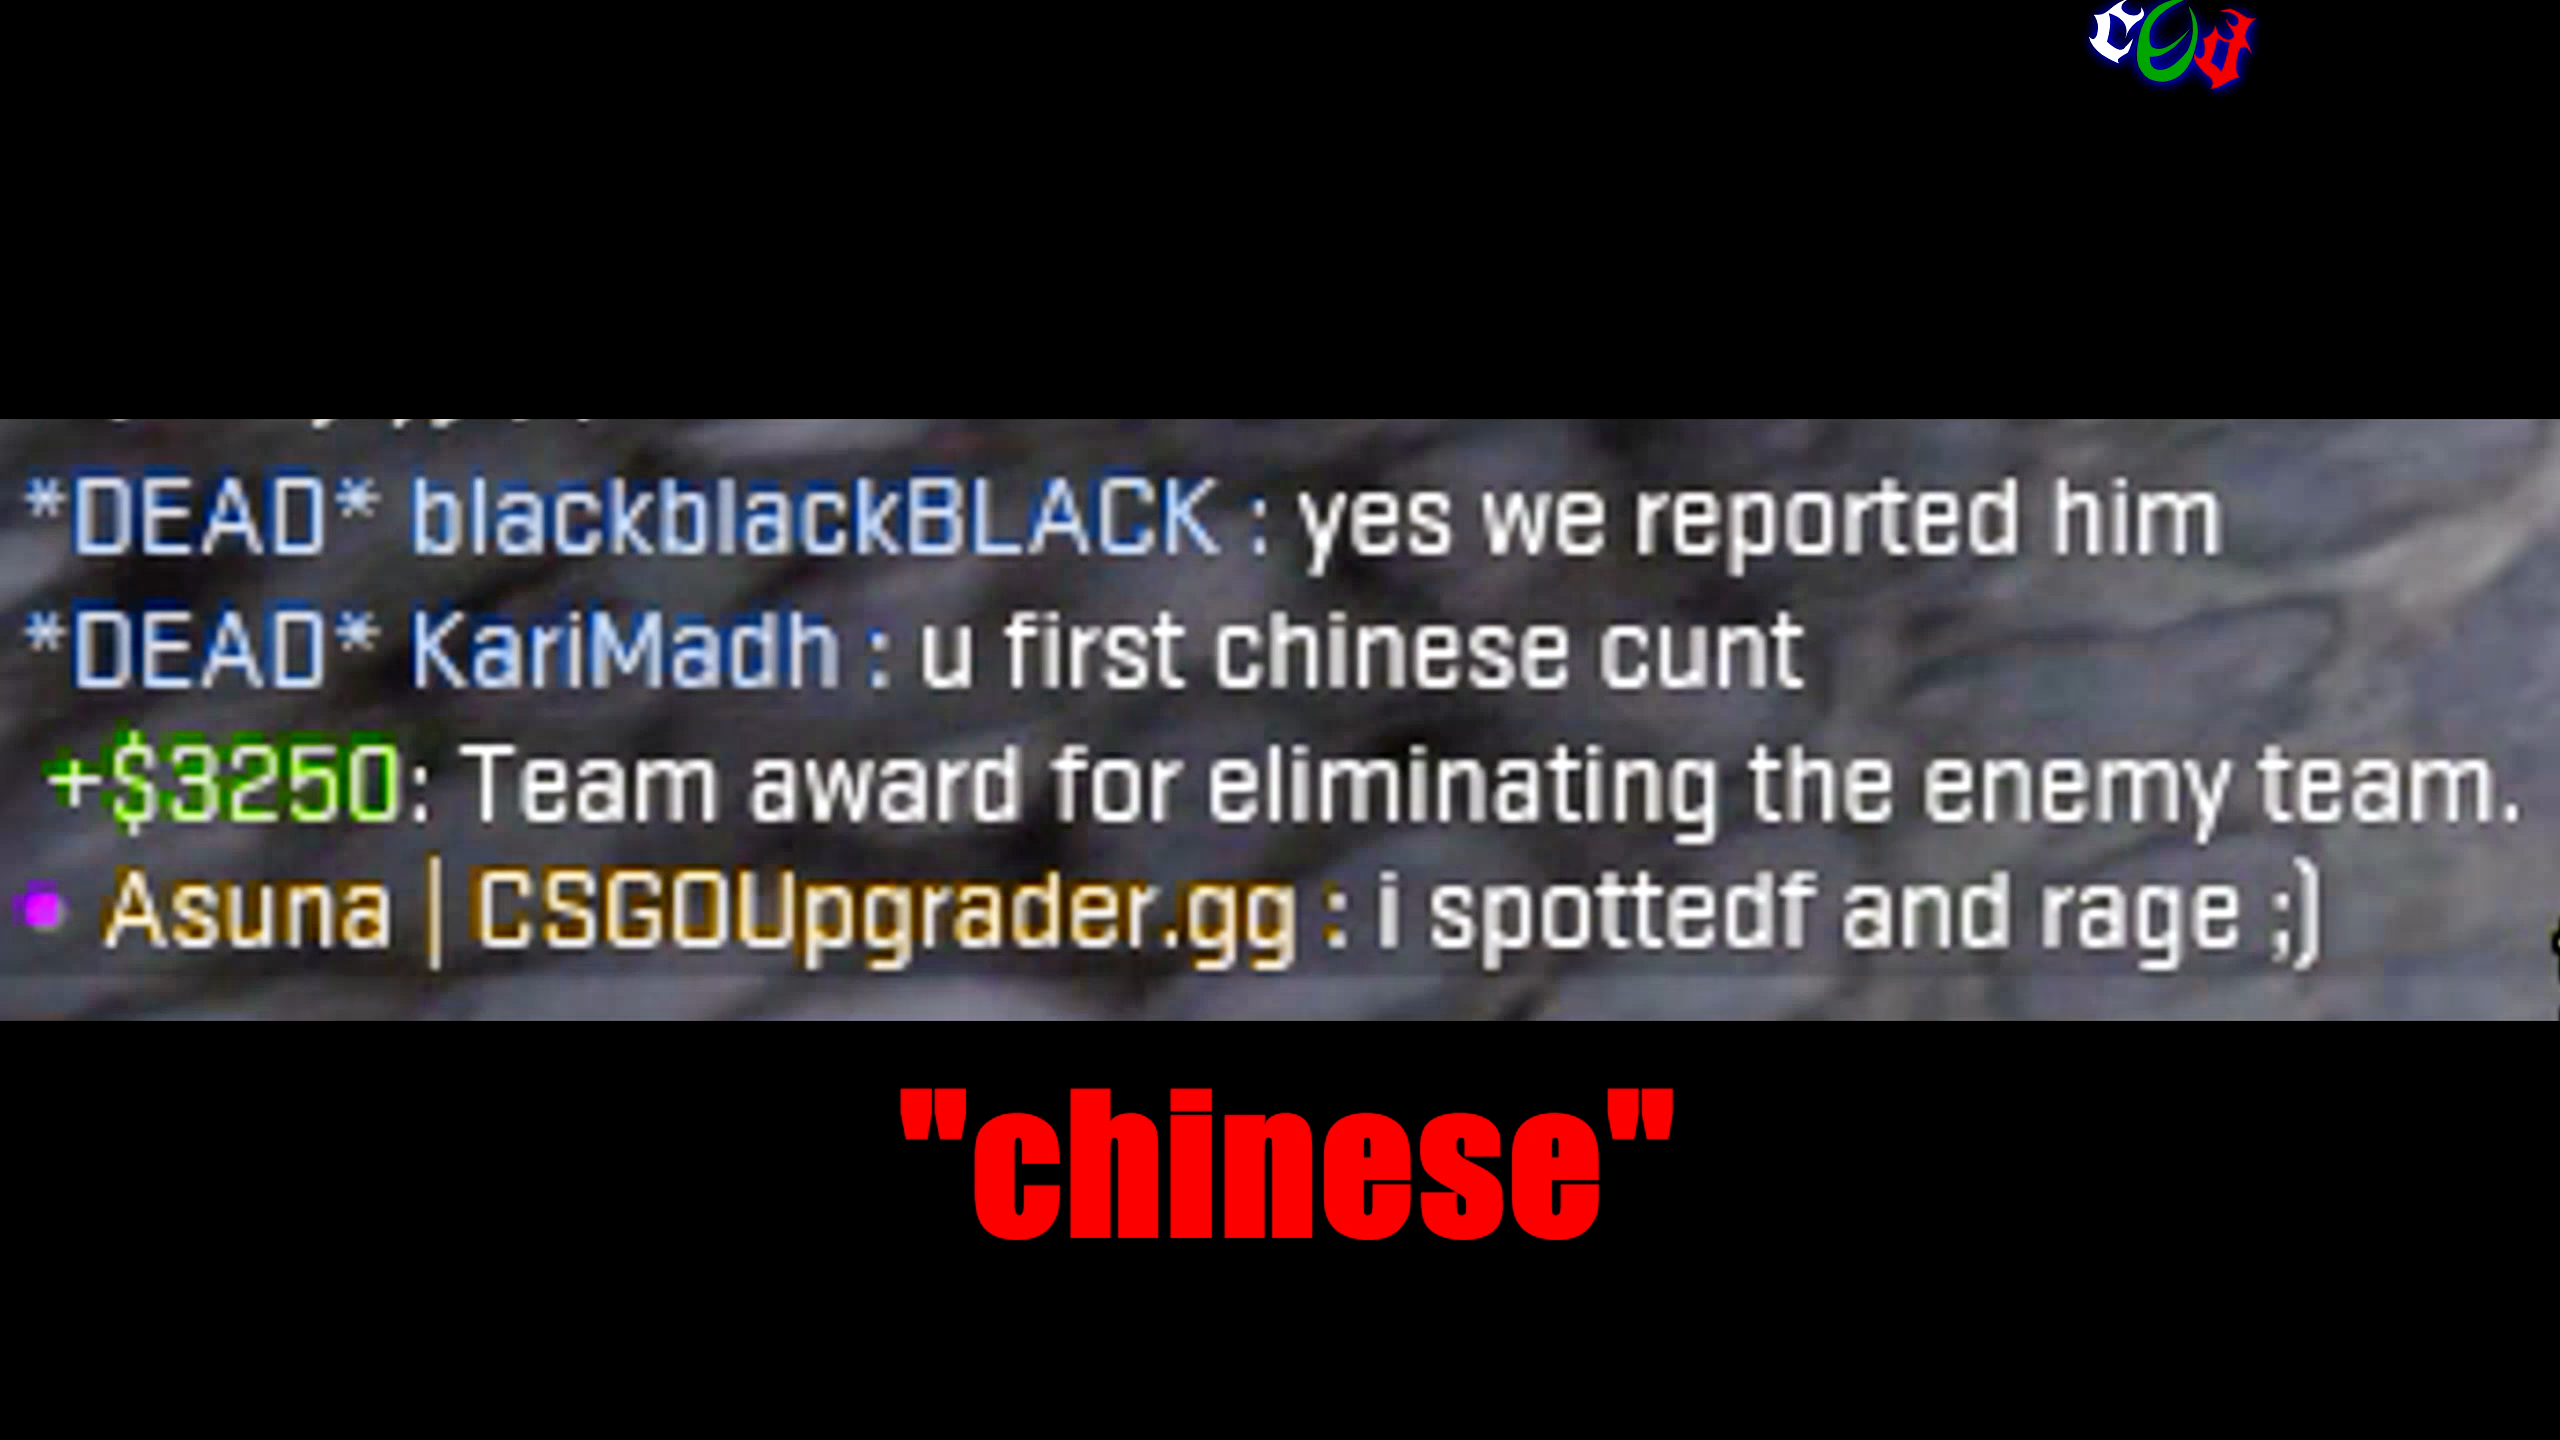 cOd
*DEAD* blackblackBLACK : yes we reported him
*DEAD* KariMadh : u first chinese cunt
+$3250: Team award for eliminating the enemy team.
Asuna | CSGOUpgrader.gg : i spottedf and rage ;)
"chinese"